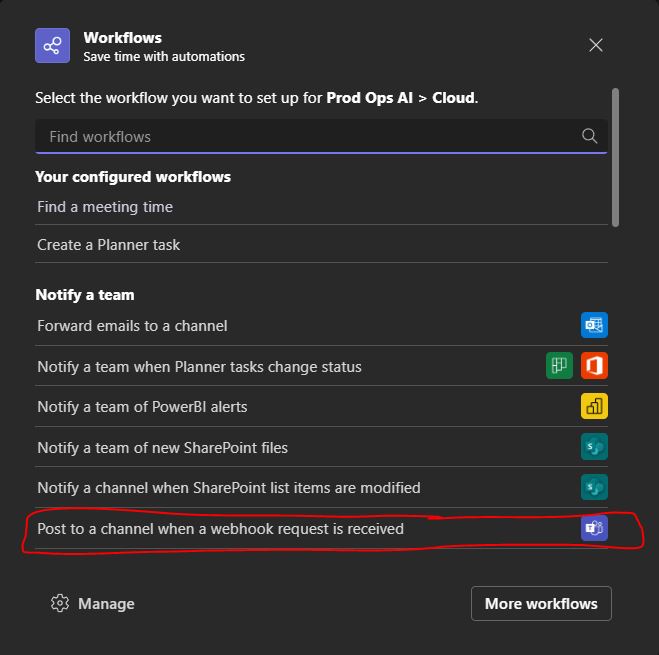 Workflows
Save time with automations
Select the workflow you want to set up for Prod Ops AI > Cloud.
Find workflows
Your configured workflows
Find a meeting time
Create a Planner task
Notify a team
Forward emails to a channel
Notify a team when Planner tasks change status
Notify a team of PowerBI alerts
Notify a team of new SharePoint files
Notify a channel when SharePoint list items are modified
Post to a channel when a webhook request is received
Manage
More workflows